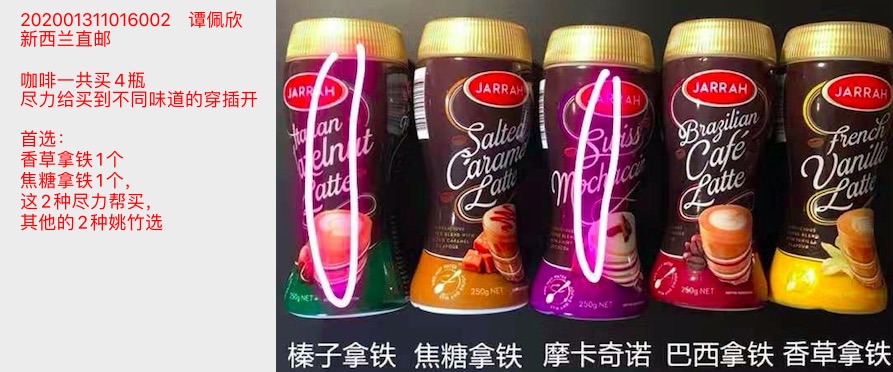 202001311016002 谭佩欣
新西兰直邮
咖啡一共买4瓶
尽力给买到不同味道的穿插开
首选：
香草拿铁1个
焦糖拿铁1个，
这2种尽力帮买，
其他的2种姚竹选
JARRAH
Italian
Hazelnut
Latte
250g NET
JARRAH
Salted
Caramel
Latte
250g NET
JARRAH
Swiss
Mochaccino
250g NET
JARRAH
Brazilian
Café
Latte
250g NET
JARRAH
French
Vanilla
Latte
榛子拿铁 焦糖拿铁 摩卡奇诺 巴西拿铁 香草拿铁